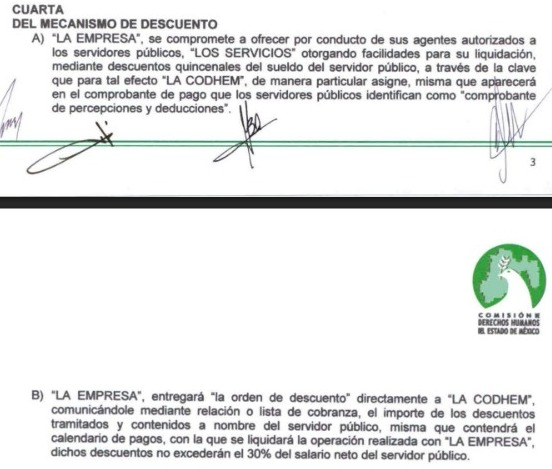 CUARTA
DEL MECANISMO DE DESCUENTO
A) "LA EMPRESA", se compromete a ofrecer por conducto de sus agentes autorizados a
los servidores públicos, "LOS SERVICIOS" otorgando facilidades para su liquidación,
mediante descuentos quincenales del sueldo del servidor público, a través de la clave
que para tal efecto "LA CODHEM", de manera particular asigne, misma que aparecerá
en el comprobante de pago que los servidores públicos identifican como "comprobante
de percepciones y deducciones".
3
COMISIÓN DE
DERECHOS HUMANOS
DEL ESTADO DE MÉXICO
B) "LA EMPRESA", entregará "la orden de descuento" directamente a "LA CODHEM",
comunicándole mediante relación o lista de cobranza, el importe de los descuentos
tramitados y contenidos a nombre del servidor público, misma que contendrá el
calendario de pagos, con la que se liquidará la operación realizada con "LA EMPRESA",
dichos descuentos no excederán el 30% del salario neto del servidor público.